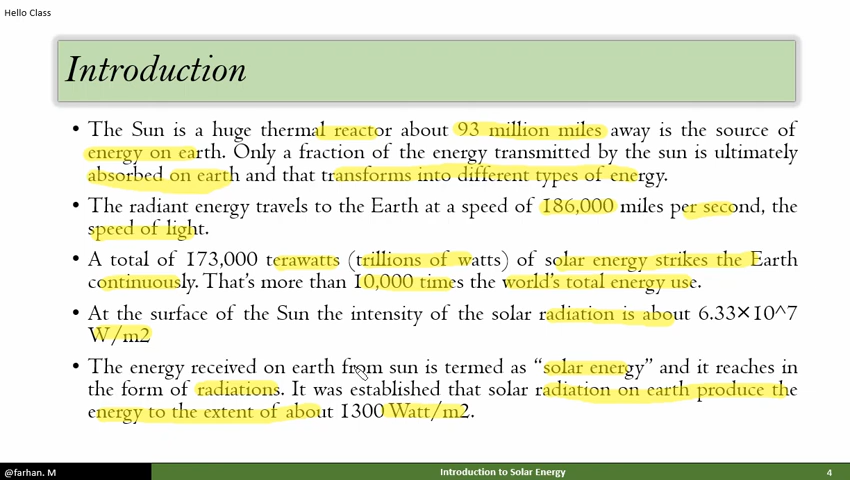 Hello Class
Introduction
• The Sun is a huge thermal reactor about 93 million miles away is the source of
energy on earth. Only a fraction of the energy transmitted by the sun is ultimately
absorbed on earth and that transforms into different types of energy.
• The radiant energy travels to the Earth at a speed of 186,000 miles per second, the
speed of light.
• A total of 173,000 terawatts (trillions of watts) of solar energy strikes the Earth
continuously. That's more than 10,000 times the world's total energy use.
• At the surface of the Sun the intensity of the solar radiation is about 6.33×10^7
W/m2
• The energy received on earth from sun is termed as “solar energy” and it reaches in
the form of radiations. It was established that solar radiation on earth produce the
energy to the extent of about 1300 Watt/m2.
@farhan. M Introduction to Solar Energy 4